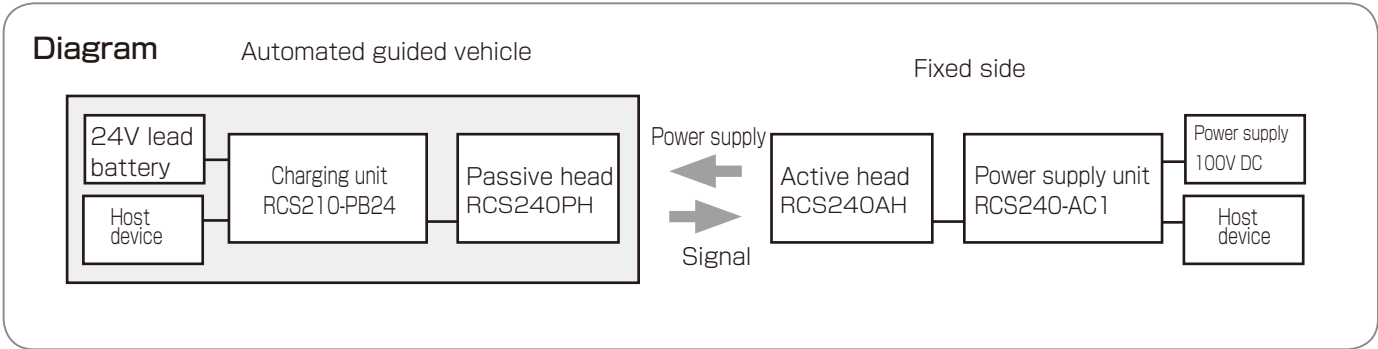 Diagram
Automated guided vehicle
Fixed side
24V lead
battery
Host
device
Charging unit
RCS210-PB24
Passive head
RCS240PH
Power supply
Signal
Active head
RCS240AH
Power supply unit
RCS240-AC1
Power supply
100V DC
Host
device